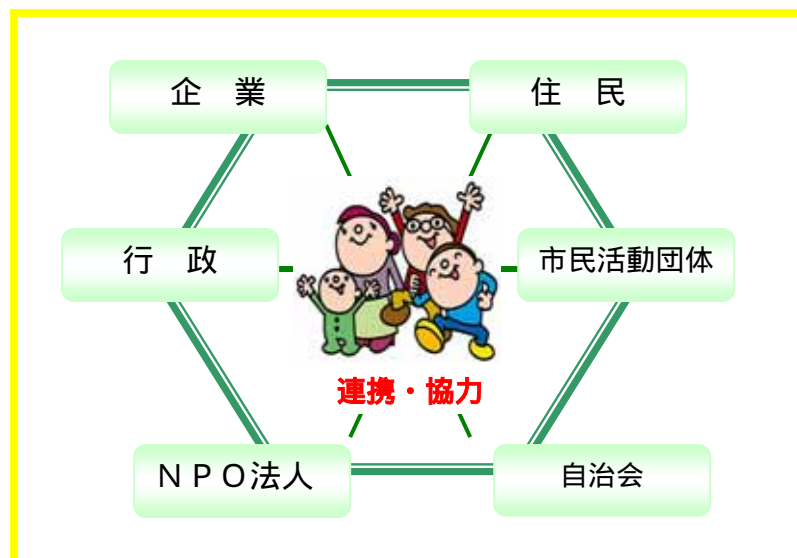 企　業
住　民
行　政
市民活動団体
連携・協力
ＮＰＯ法人
自治会